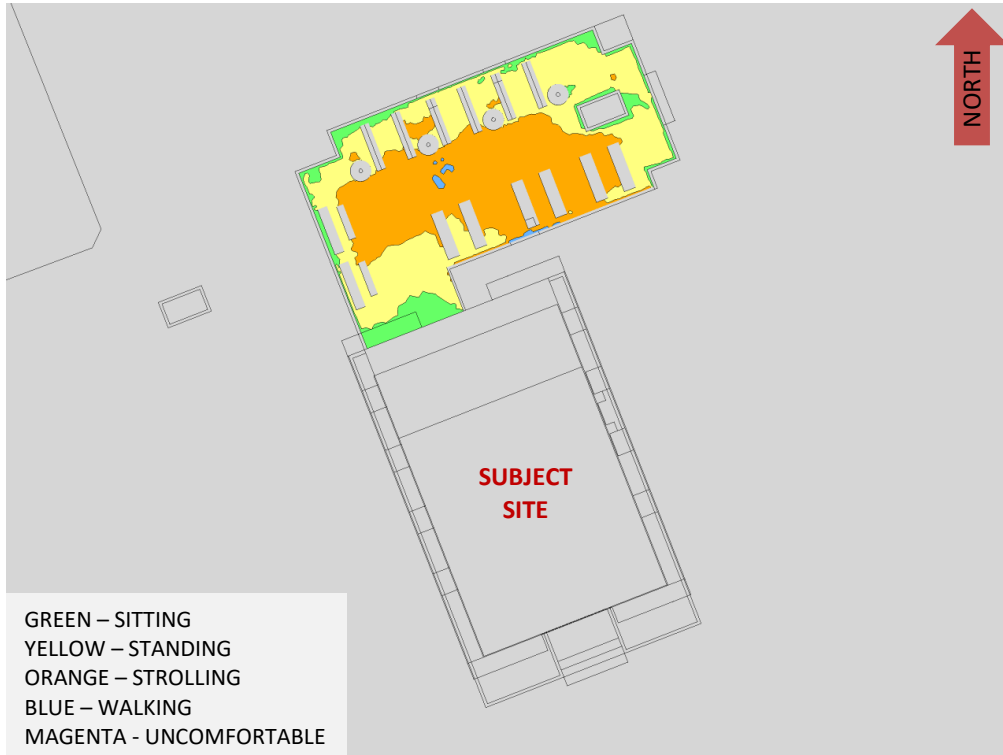 NORTH
SUBJECT
SITE
GREEN – SITTING
YELLOW – STANDING
ORANGE – STROLLING
BLUE – WALKING
MAGENTA - UNCOMFORTABLE